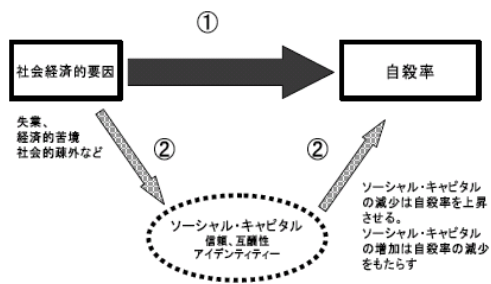 ①
社会経済的要因
自殺率
失業、
経済的苦境
社会的疎外など
②
②
ソーシャル・キャピタル
信頼、互酬性
アイデンティティー
ソーシャル・キャピタル
の減少は自殺率を上昇
させる。
ソーシャル・キャピタル
の増加は自殺率の減少
をもたらす